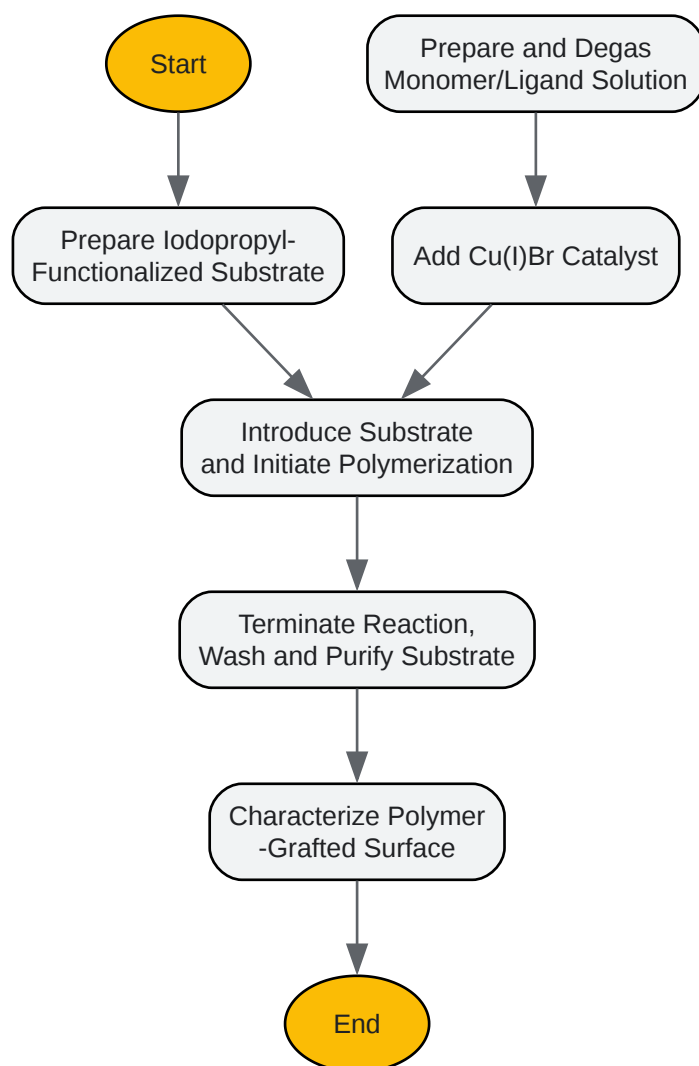 Start
Prepare and Degas
Monomer/Ligand Solution
Prepare Iodopropyl-
Functionalized Substrate
Add Cu(I)Br Catalyst
Introduce Substrate
and Initiate Polymerization
Terminate Reaction,
Wash and Purify Substrate
Characterize Polymer
-Grafted Surface
End